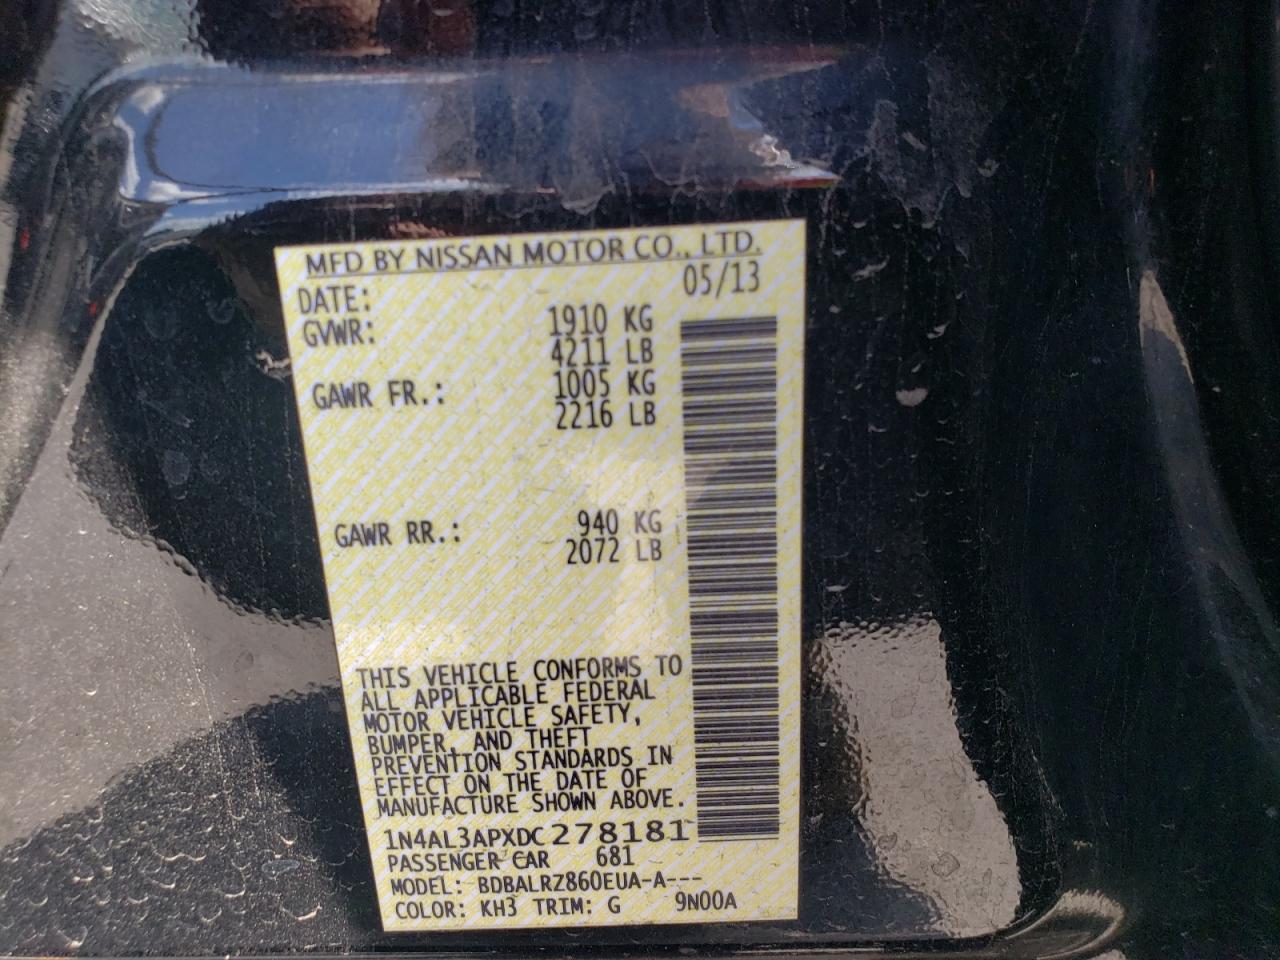 MFD BY NISSAN MOTOR CO., LTD.
DATE: 05/13
GVWR: 1910 KG
4211 LB
GAWR FR.: 1005 KG
2216 LB
GAWR RR.: 940 KG
2072 LB
THIS VEHICLE CONFORMS TO
ALL APPLICABLE FEDERAL
MOTOR VEHICLE SAFETY,
BUMPER, AND THEFT
PREVENTION STANDARDS IN
EFFECT ON THE DATE OF
MANUFACTURE SHOWN ABOVE.
1N4AL3APXDC278181
PASSENGER CAR 681
MODEL: BDBALRZ860EUA-A---
COLOR: KH3 TRIM: G 9N00A